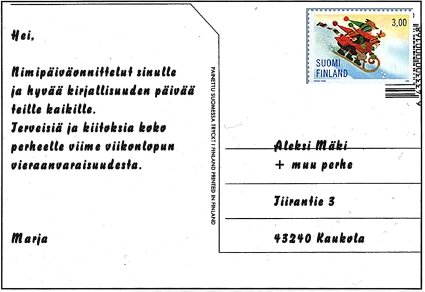 Hei,
Nimipäiväonnittelut sinulle
ja hyvää kirjallisuuden päivää
teille kaikille.
Terveisiä ja kiitoksia koko
perheelle viime viikonlopun
vieraanvaraisuudesta.
Marja
PAINETTU SUOMESSA TRYCKT I FINLAND PRINTED IN FINLAND
3,00
SUOMI
FINLAND
Aleksi Mäki
+ muu perhe
Tiirantie 3
43240 Kaukola